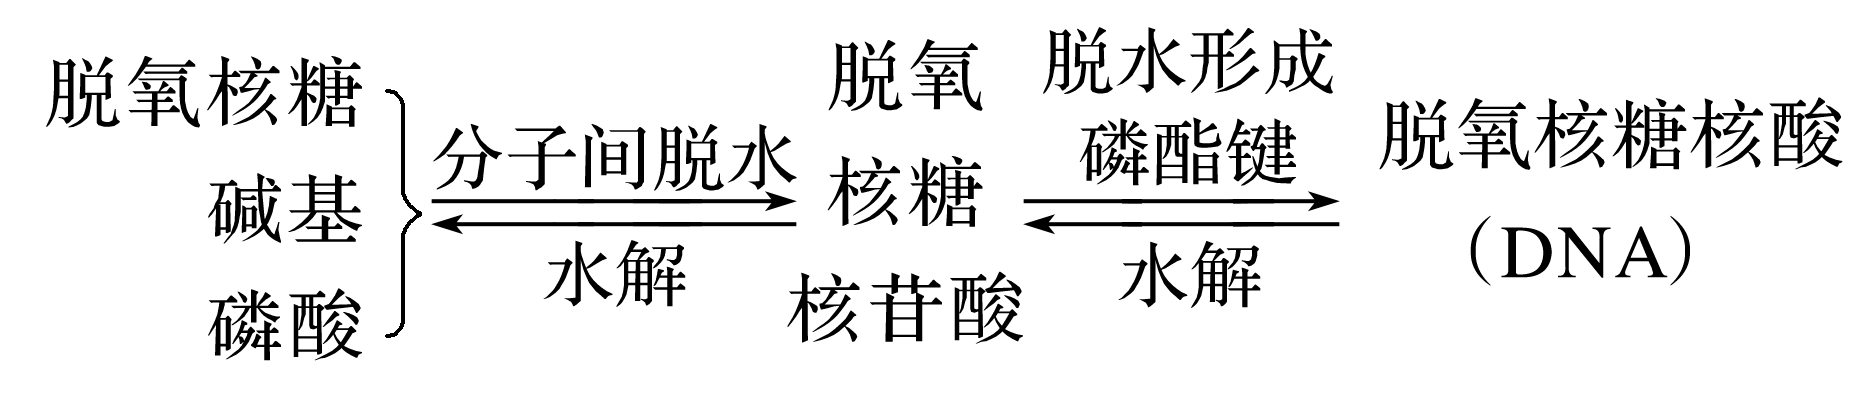 脱氧核糖
碱基
磷酸
分子间脱水
水解
脱氧
核糖
核苷酸
脱水形成
磷酯键
水解
脱氧核糖核酸
（DNA）